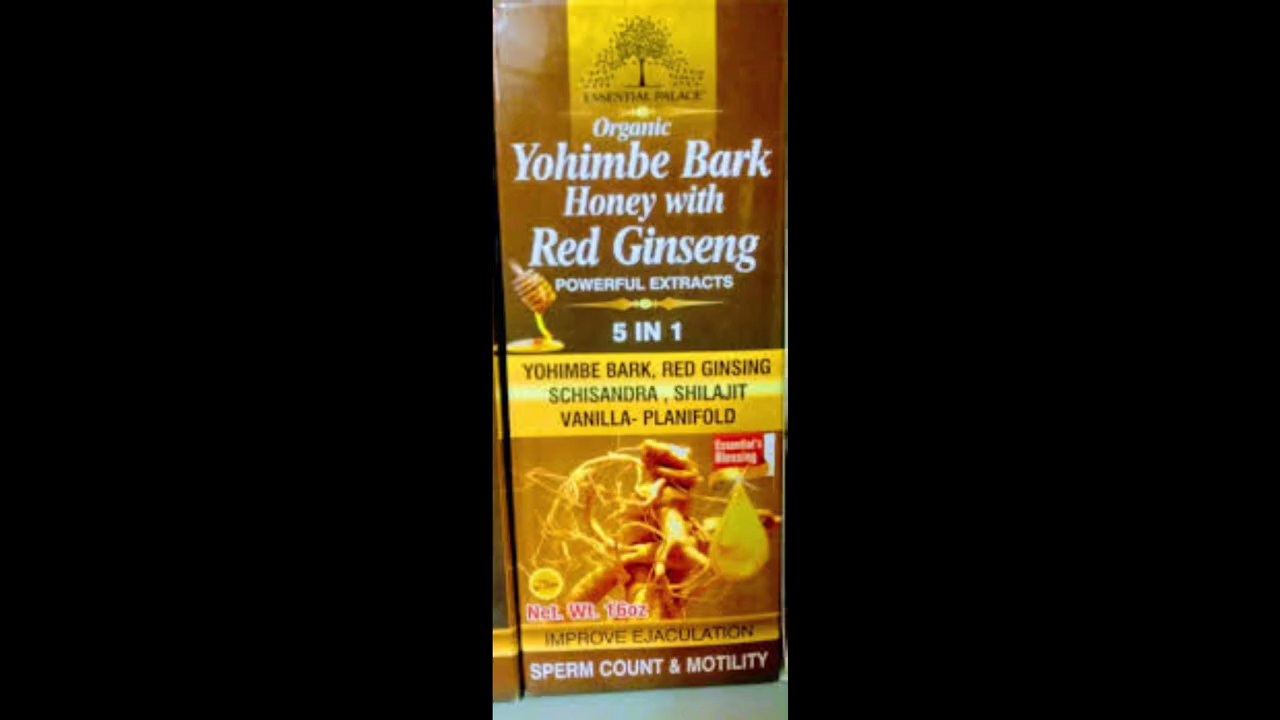 ESSENTIAL PALACE
Organic
Yohimbe Bark
Honey with
Red Ginseng
POWERFUL EXTRACTS
5 IN 1
YOHIMBE BARK, RED GINSING
SCHISANDRA , SHILAJIT
VANILLA- PLANIFOLD
Essential's
Blessing
Net. Wt. 16oz
IMPROVE EJACULATION
SPERM COUNT & MOTILITY